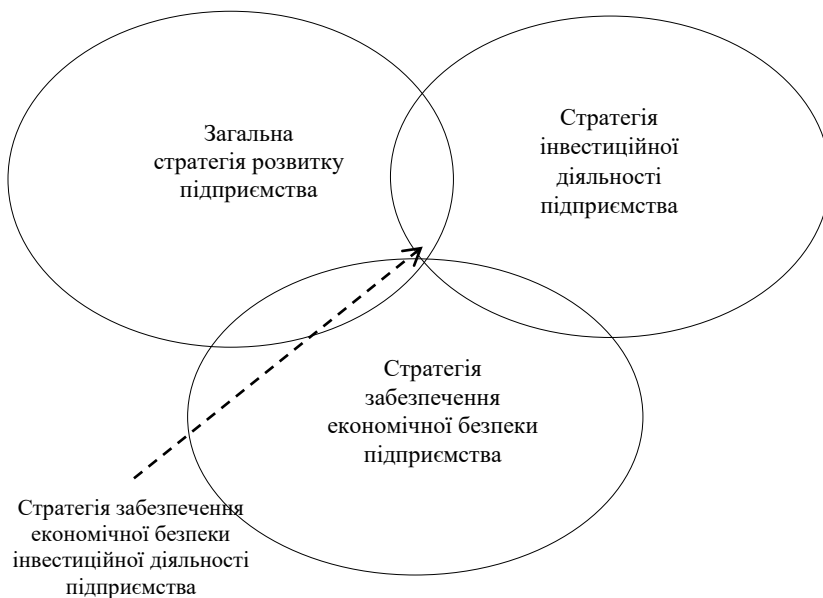 Загальна
стратегія розвитку
підприємства
Стратегія
інвестиційної
діяльності
підприємства
Стратегія
забезпечення
економічної безпеки
підприємства
Стратегія забезпечення
економічної безпеки
інвестиційної діяльності
підприємства